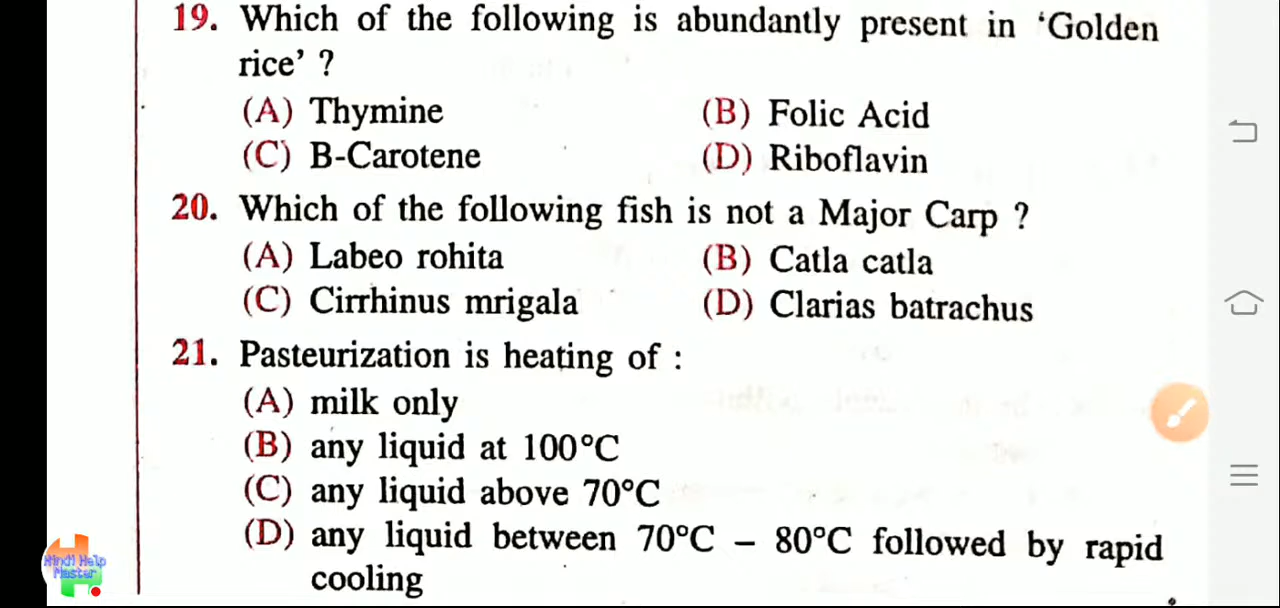 19. Which of the following is abundantly present in ‘Golden
rice’ ?
(A) Thymine (B) Folic Acid
(C) B-Carotene (D) Riboflavin
20. Which of the following fish is not a Major Carp ?
(A) Labeo rohita (B) Catla catla
(C) Cirrhinus mrigala (D) Clarias batrachus
21. Pasteurization is heating of :
(A) milk only
(B) any liquid at 100°C
(C) any liquid above 70°C
(D) any liquid between 70°C – 80°C followed by rapid
cooling
Hindi Help
Master